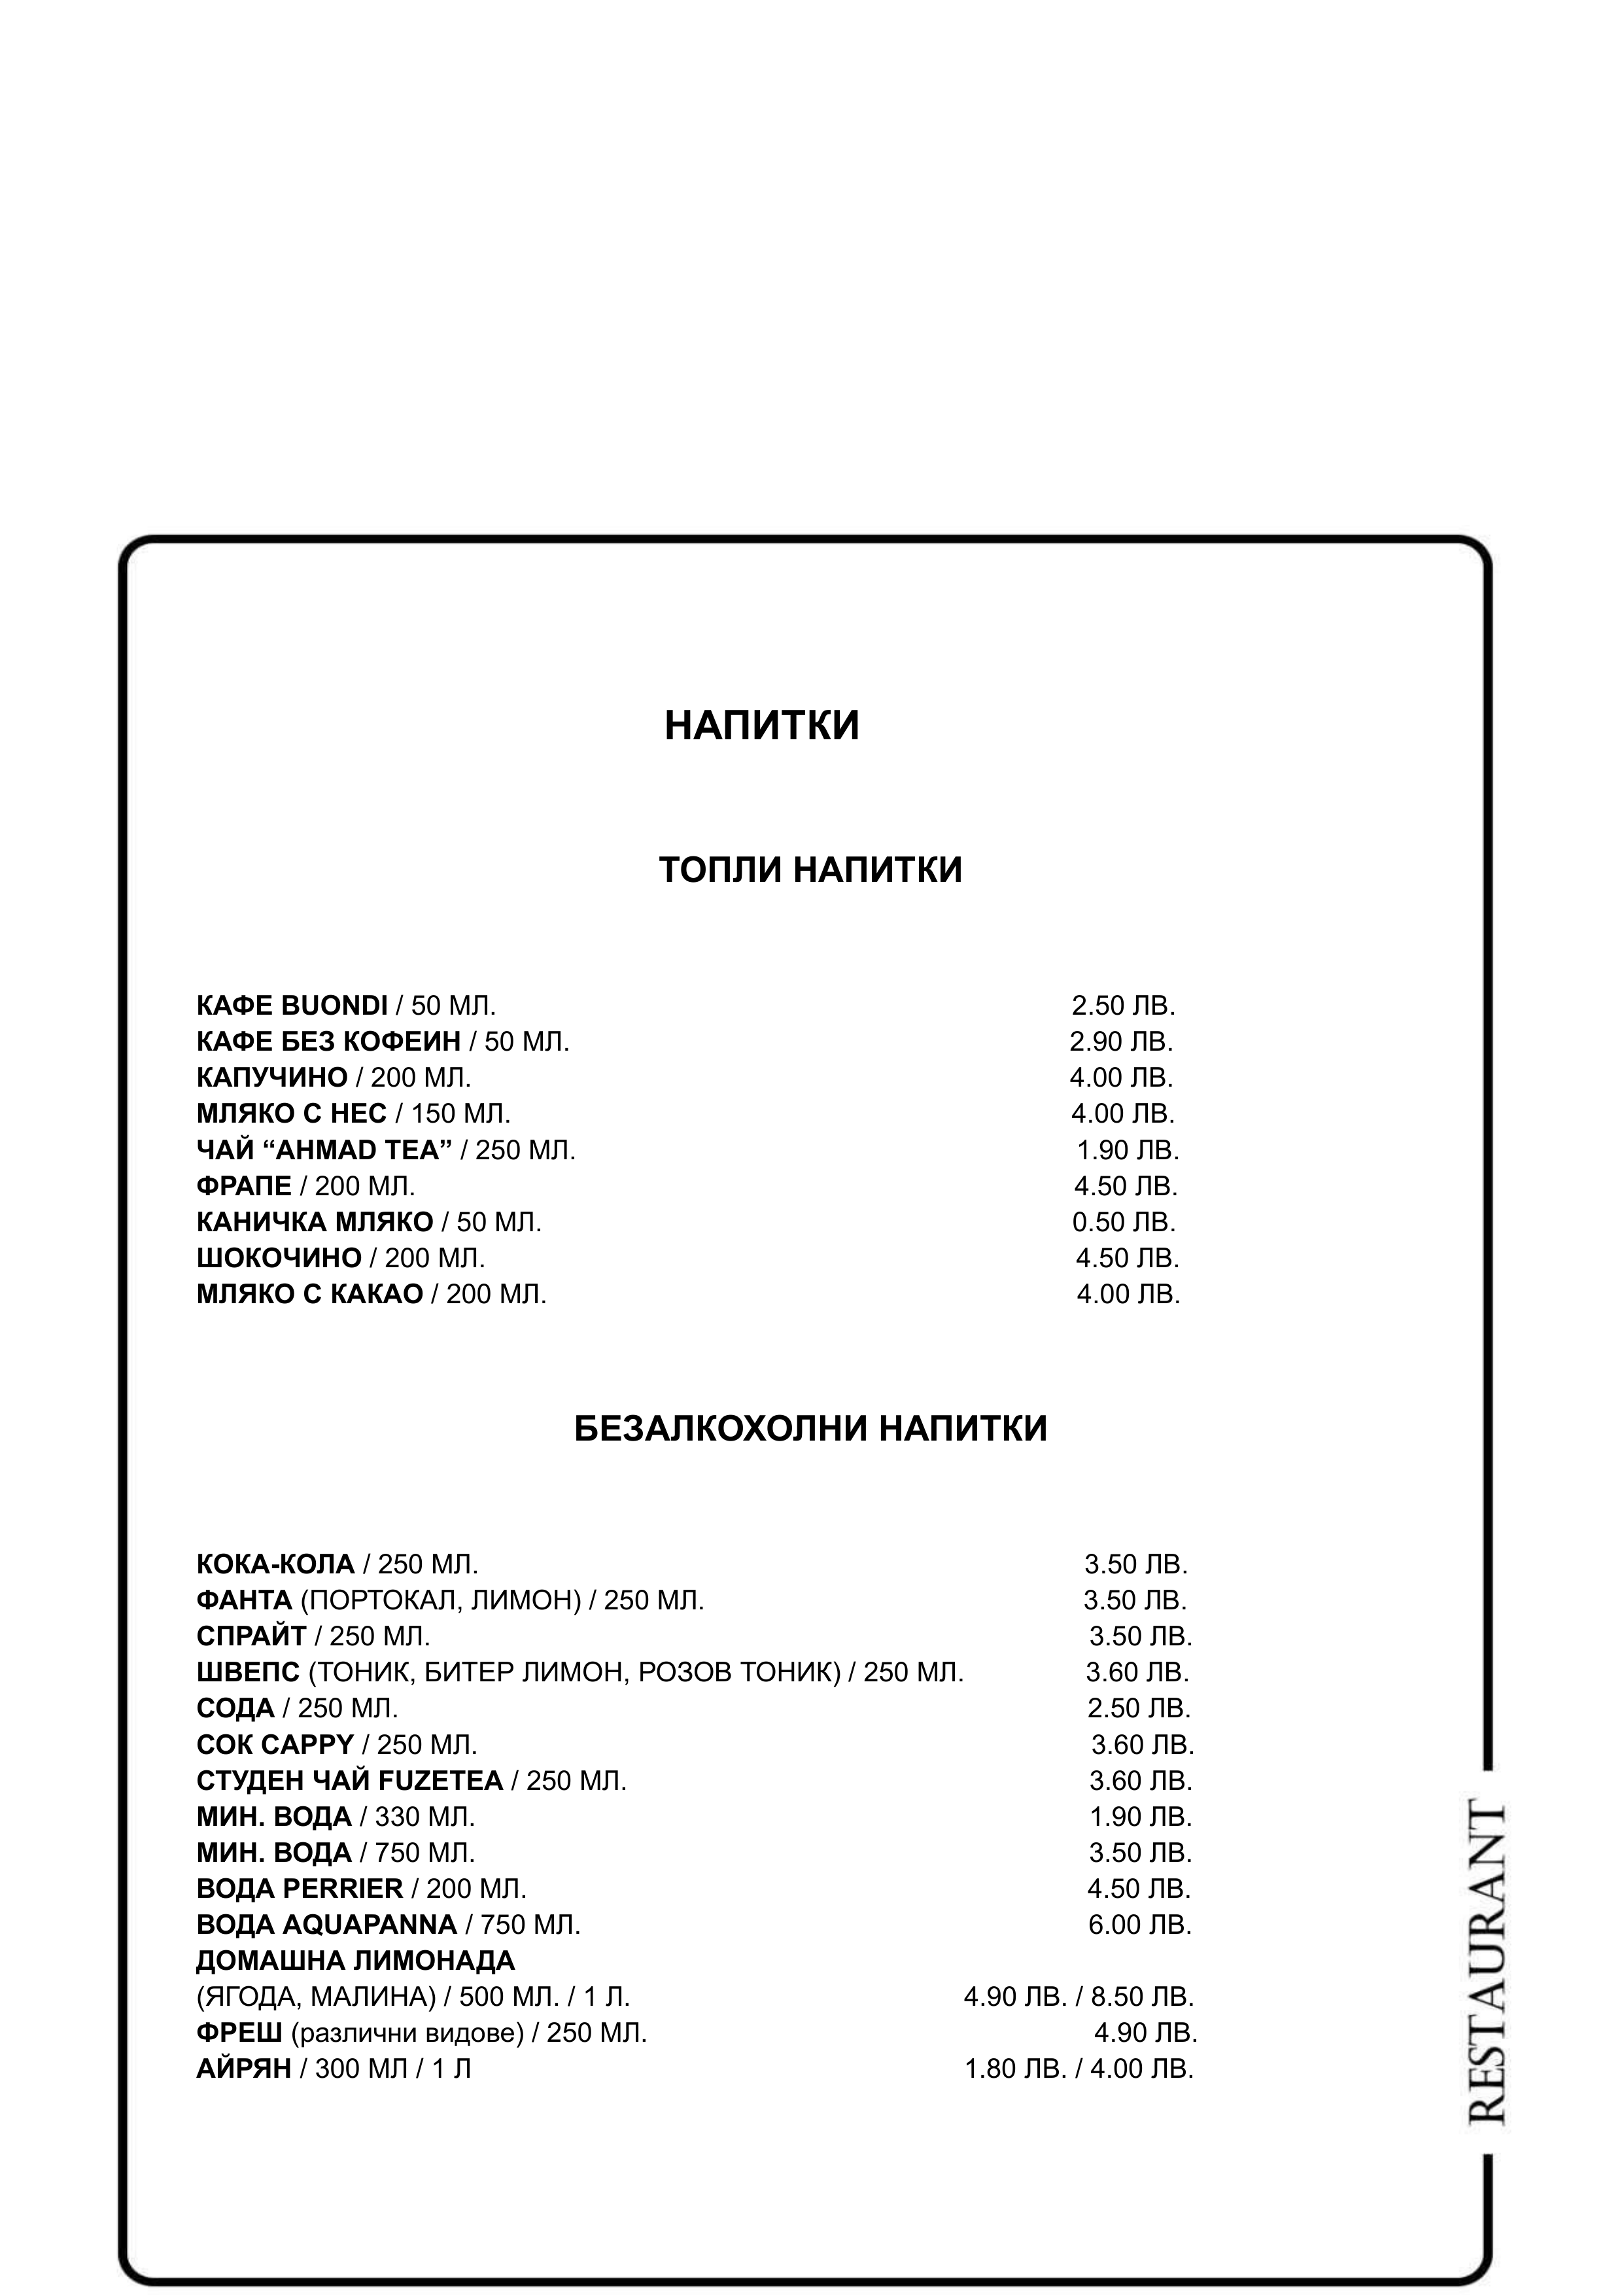 НАПИТКИ
ТОПЛИ НАПИТКИ
КАФЕ BUONDI / 50 МЛ. 2.50 ЛВ.
КАФЕ БЕЗ КОФЕИН / 50 МЛ. 2.90 ЛВ.
КАПУЧИНО / 200 МЛ. 4.00 ЛВ.
МЛЯКО С НЕС / 150 МЛ. 4.00 ЛВ.
ЧАЙ “AHMAD TEA” / 250 МЛ. 1.90 ЛВ.
ФРАПЕ / 200 МЛ. 4.50 ЛВ.
КАНИЧКА МЛЯКО / 50 МЛ. 0.50 ЛВ.
ШОКОЧИНО / 200 МЛ. 4.50 ЛВ.
МЛЯКО С КАКАО / 200 МЛ. 4.00 ЛВ.
БЕЗАЛКОХОЛНИ НАПИТКИ
КОКА-КОЛА / 250 МЛ. 3.50 ЛВ.
ФАНТА (ПОРТОКАЛ, ЛИМОН) / 250 МЛ. 3.50 ЛВ.
СПРАЙТ / 250 МЛ. 3.50 ЛВ.
ШВЕПС (ТОНИК, БИТЕР ЛИМОН, РОЗОВ ТОНИК) / 250 МЛ. 3.60 ЛВ.
СОДА / 250 МЛ. 2.50 ЛВ.
СОК CAPPY / 250 МЛ. 3.60 ЛВ.
СТУДЕН ЧАЙ FUZETEA / 250 МЛ. 3.60 ЛВ.
МИН. ВОДА / 330 МЛ. 1.90 ЛВ.
МИН. ВОДА / 750 МЛ. 3.50 ЛВ.
ВОДА PERRIER / 200 МЛ. 4.50 ЛВ.
ВОДА AQUAPANNA / 750 МЛ. 6.00 ЛВ.
ДОМАШНА ЛИМОНАДА
(ЯГОДА, МАЛИНА) / 500 МЛ. / 1 Л. 4.90 ЛВ. / 8.50 ЛВ.
ФРЕШ (различни видове) / 250 МЛ. 4.90 ЛВ.
АЙРЯН / 300 МЛ / 1 Л 1.80 ЛВ. / 4.00 ЛВ.
RESTAURANT